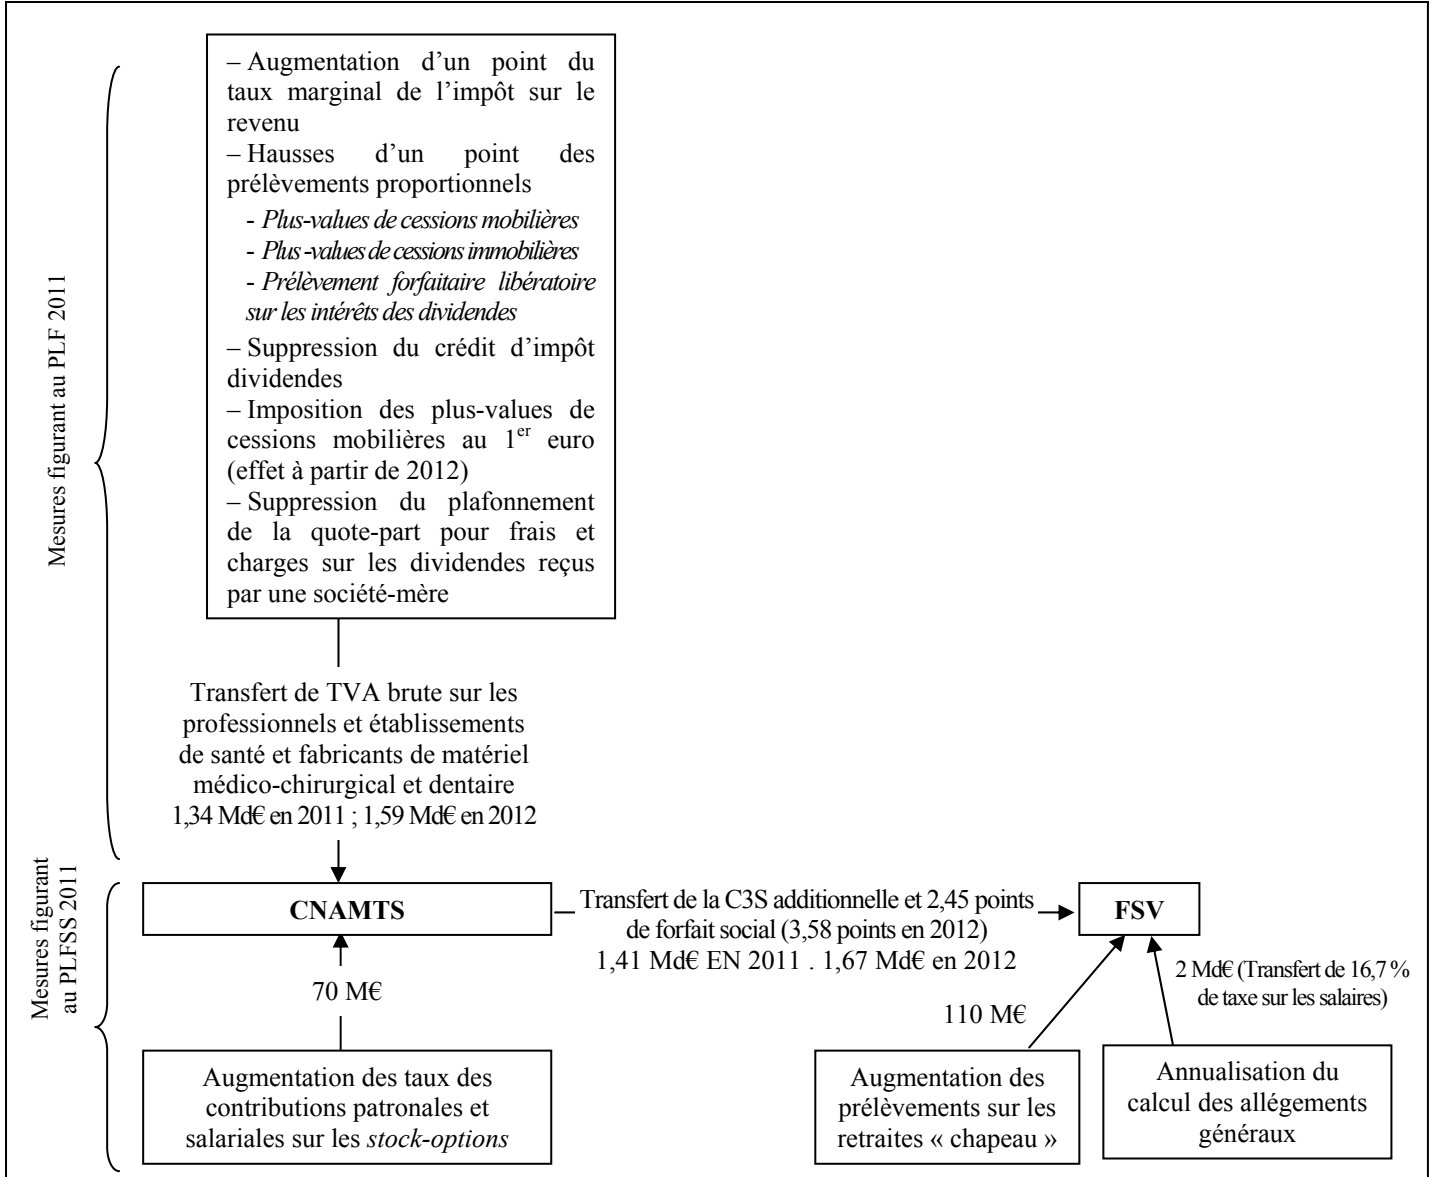 – Augmentation d'un point du
taux marginal de l'impôt sur le
revenu
– Hausses d'un point des
prélèvements proportionnels
- Plus-values de cessions mobilières
- Plus -values de cessions immobilières
- Prélèvement forfaitaire libératoire
sur les intérêts des dividendes
– Suppression du crédit d'impôt
dividendes
– Imposition des plus-values de
cessions mobilières au 1er euro
(effet à partir de 2012)
– Suppression du plafonnement
de la quote-part pour frais et
charges sur les dividendes reçus
par une société-mère
Mesures figurant au PLF 2011
Transfert de TVA brute sur les
professionnels et établissements
de santé et fabricants de matériel
médico-chirurgical et dentaire
1,34 Md€ en 2011 ; 1,59 Md€ en 2012
Mesures figurant
au PLFSS 2011
CNAMTS
Transfert de la C3S additionnelle et 2,45 points
de forfait social (3,58 points en 2012)
1,41 Md€ EN 2011 . 1,67 Md€ en 2012
FSV
70 M€
110 M€
2 Md€ (Transfert de 16,7 %
de taxe sur les salaires)
Augmentation des taux des
contributions patronales et
salariales sur les stock-options
Augmentation des
prélèvements sur les
retraites « chapeau »
Annualisation du
calcul des allégements
généraux